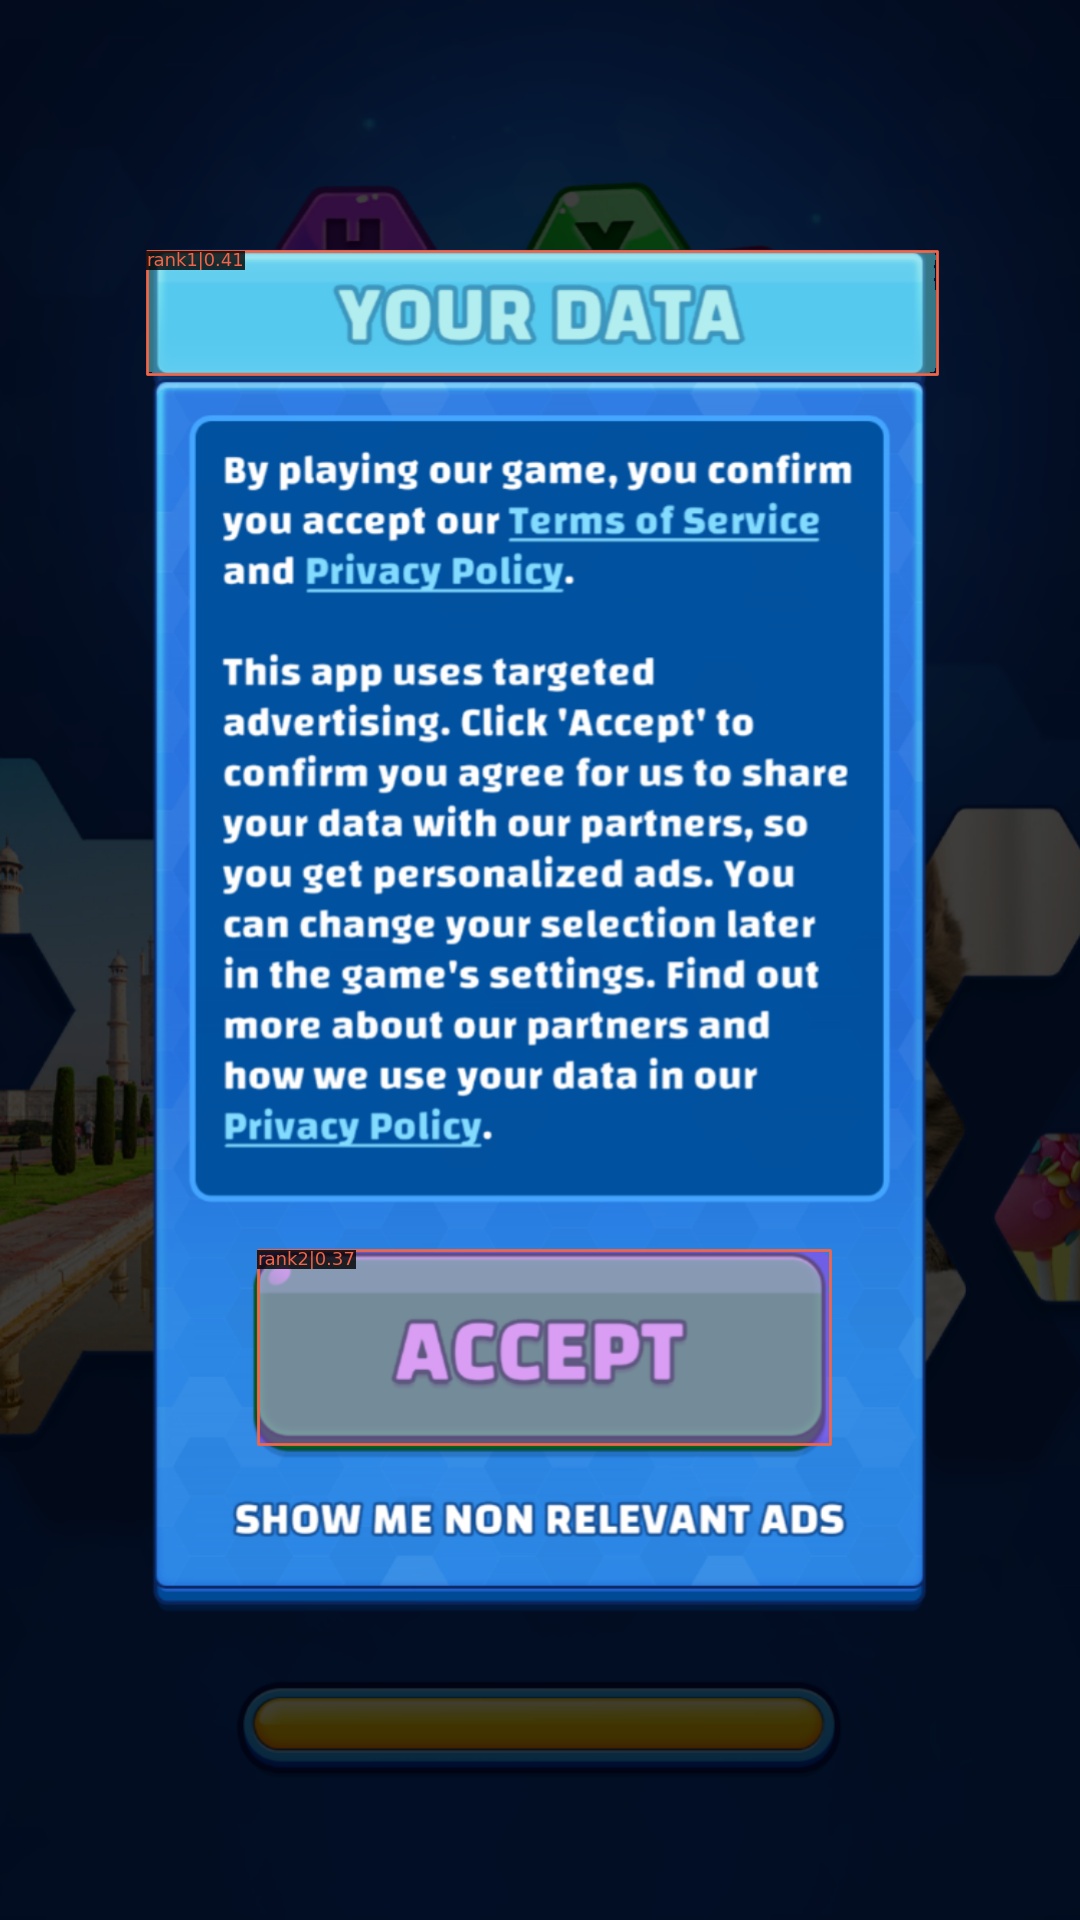 H Y
rank1|0.41
YOUR DATA
By playing our game, you confirm
you accept our Terms of Service
and Privacy Policy.
This app uses targeted
advertising. Click 'Accept' to
confirm you agree for us to share
your data with our partners, so
you get personalized ads. You
can change your selection later
in the game's settings. Find out
more about our partners and
how we use your data in our
Privacy Policy.
rank2|0.37
ACCEPT
SHOW ME NON RELEVANT ADS